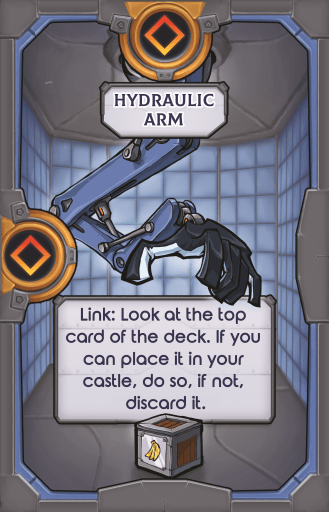 HYDRAULIC
ARM
Link: Look at the top
card of the deck. If you
can place it in your
castle, do so, if not,
discard it.